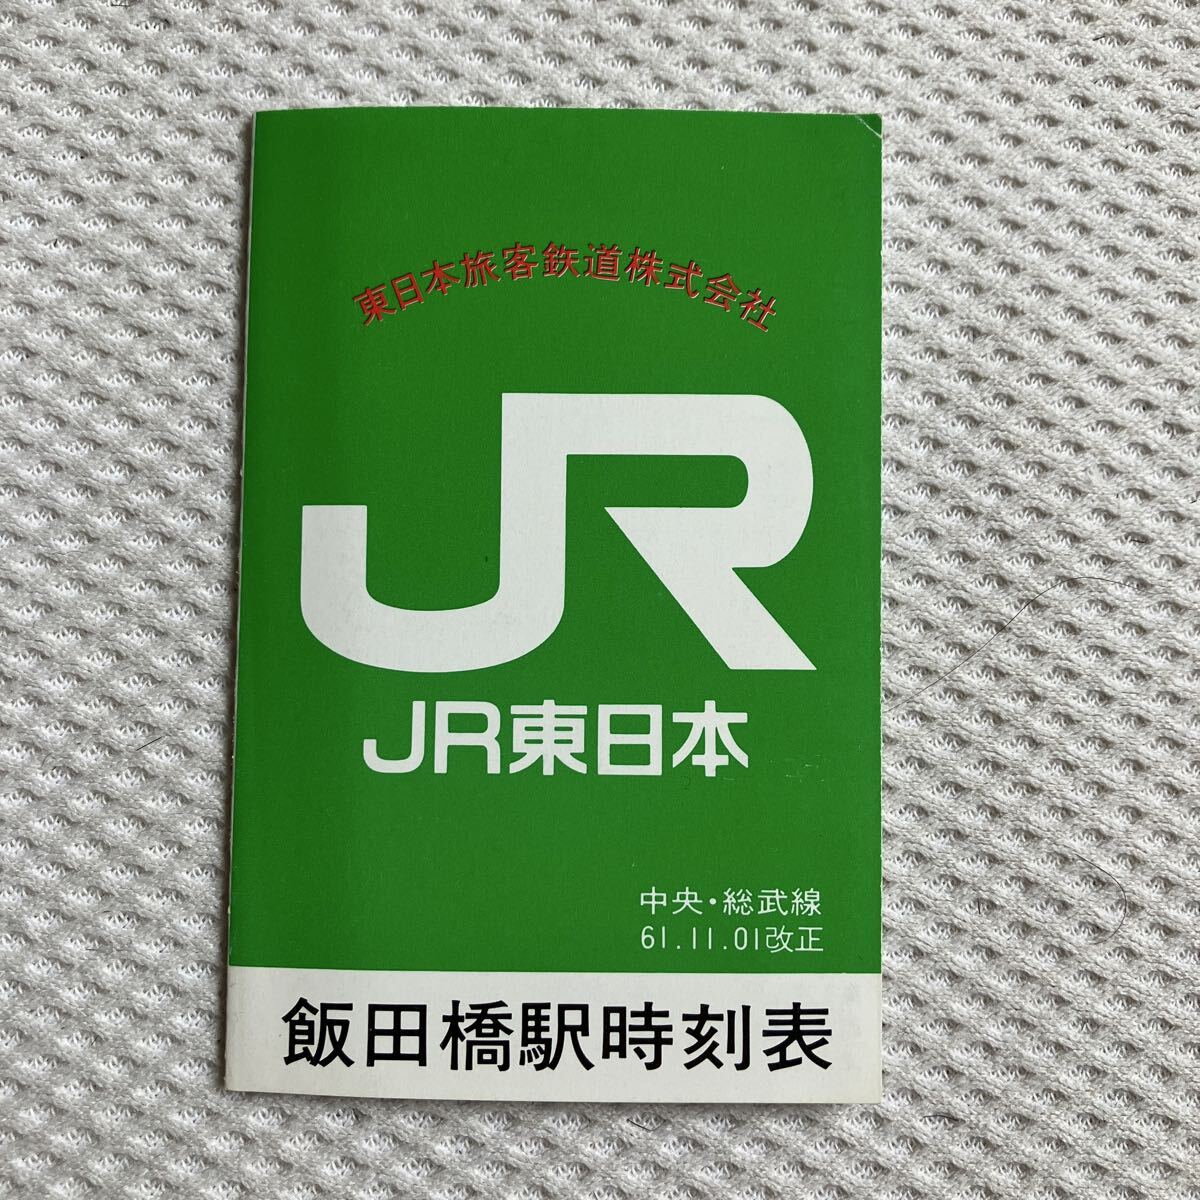 東日本旅客鉄道株式会社
JR
JR東日本
中央・総武線
61.11.01改正
飯田橋駅時刻表